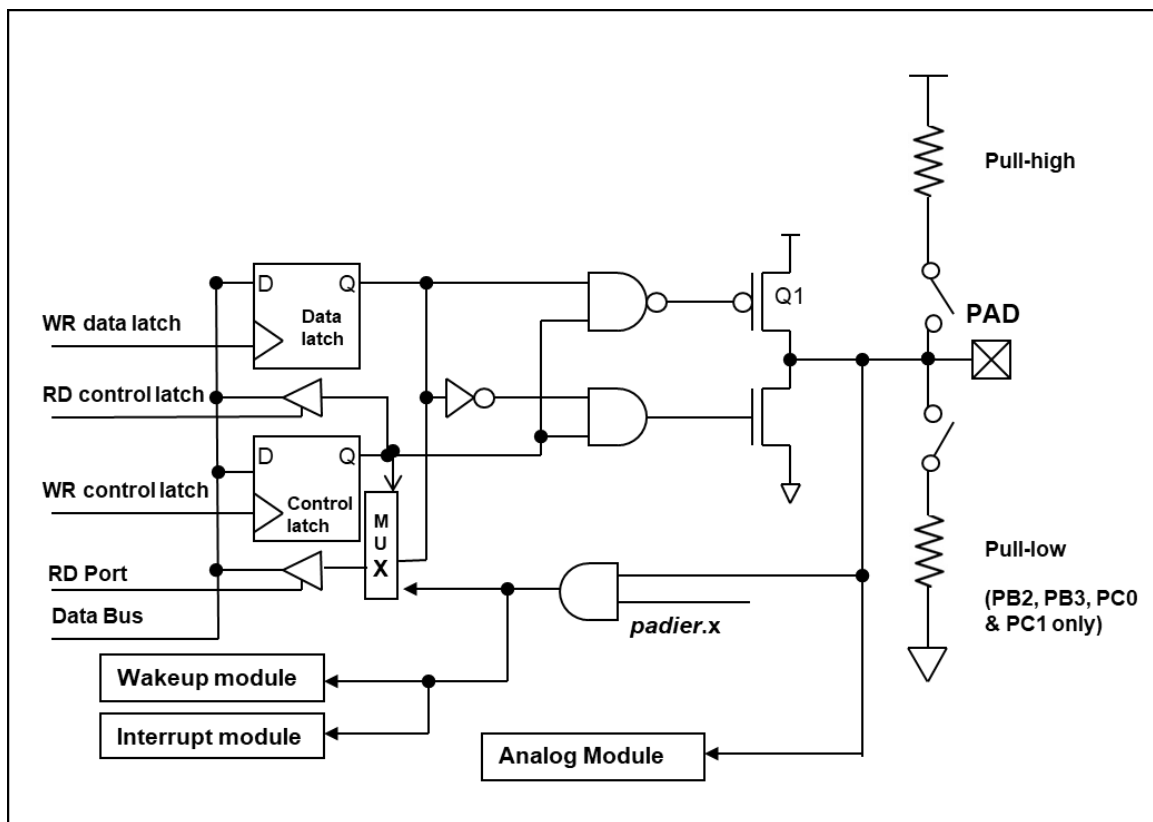 Pull-high
D
Q
Data
latch
Q1
WR data latch
PAD
RD control latch
D
Q
Control
latch
WR control latch
M
U
X
Pull-low
(PB2, PB3, PC0
& PC1 only)
RD Port
Data Bus
padier.x
Wakeup module
Interrupt module
Analog Module